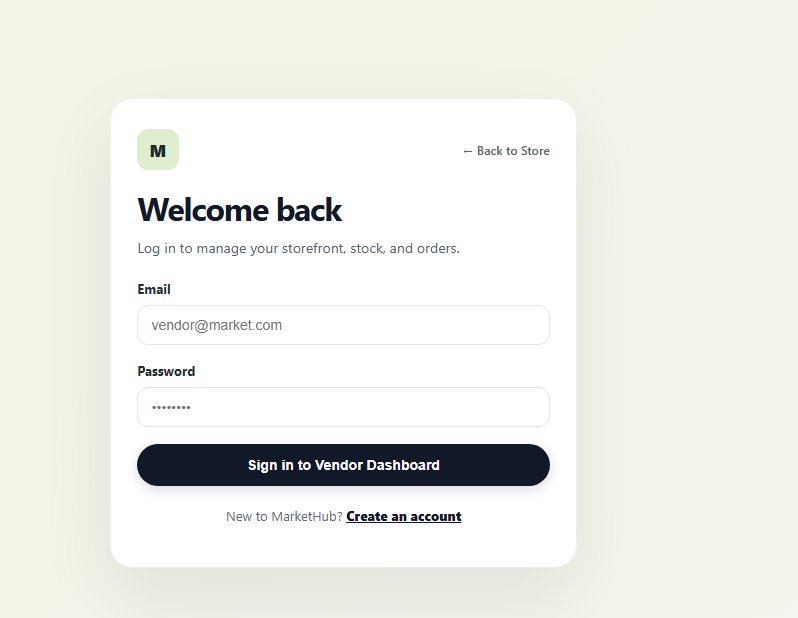 M
← Back to Store
Welcome back
Log in to manage your storefront, stock, and orders.
Email
vendor@market.com
Password
••••••••
Sign in to Vendor Dashboard
New to MarketHub? Create an account